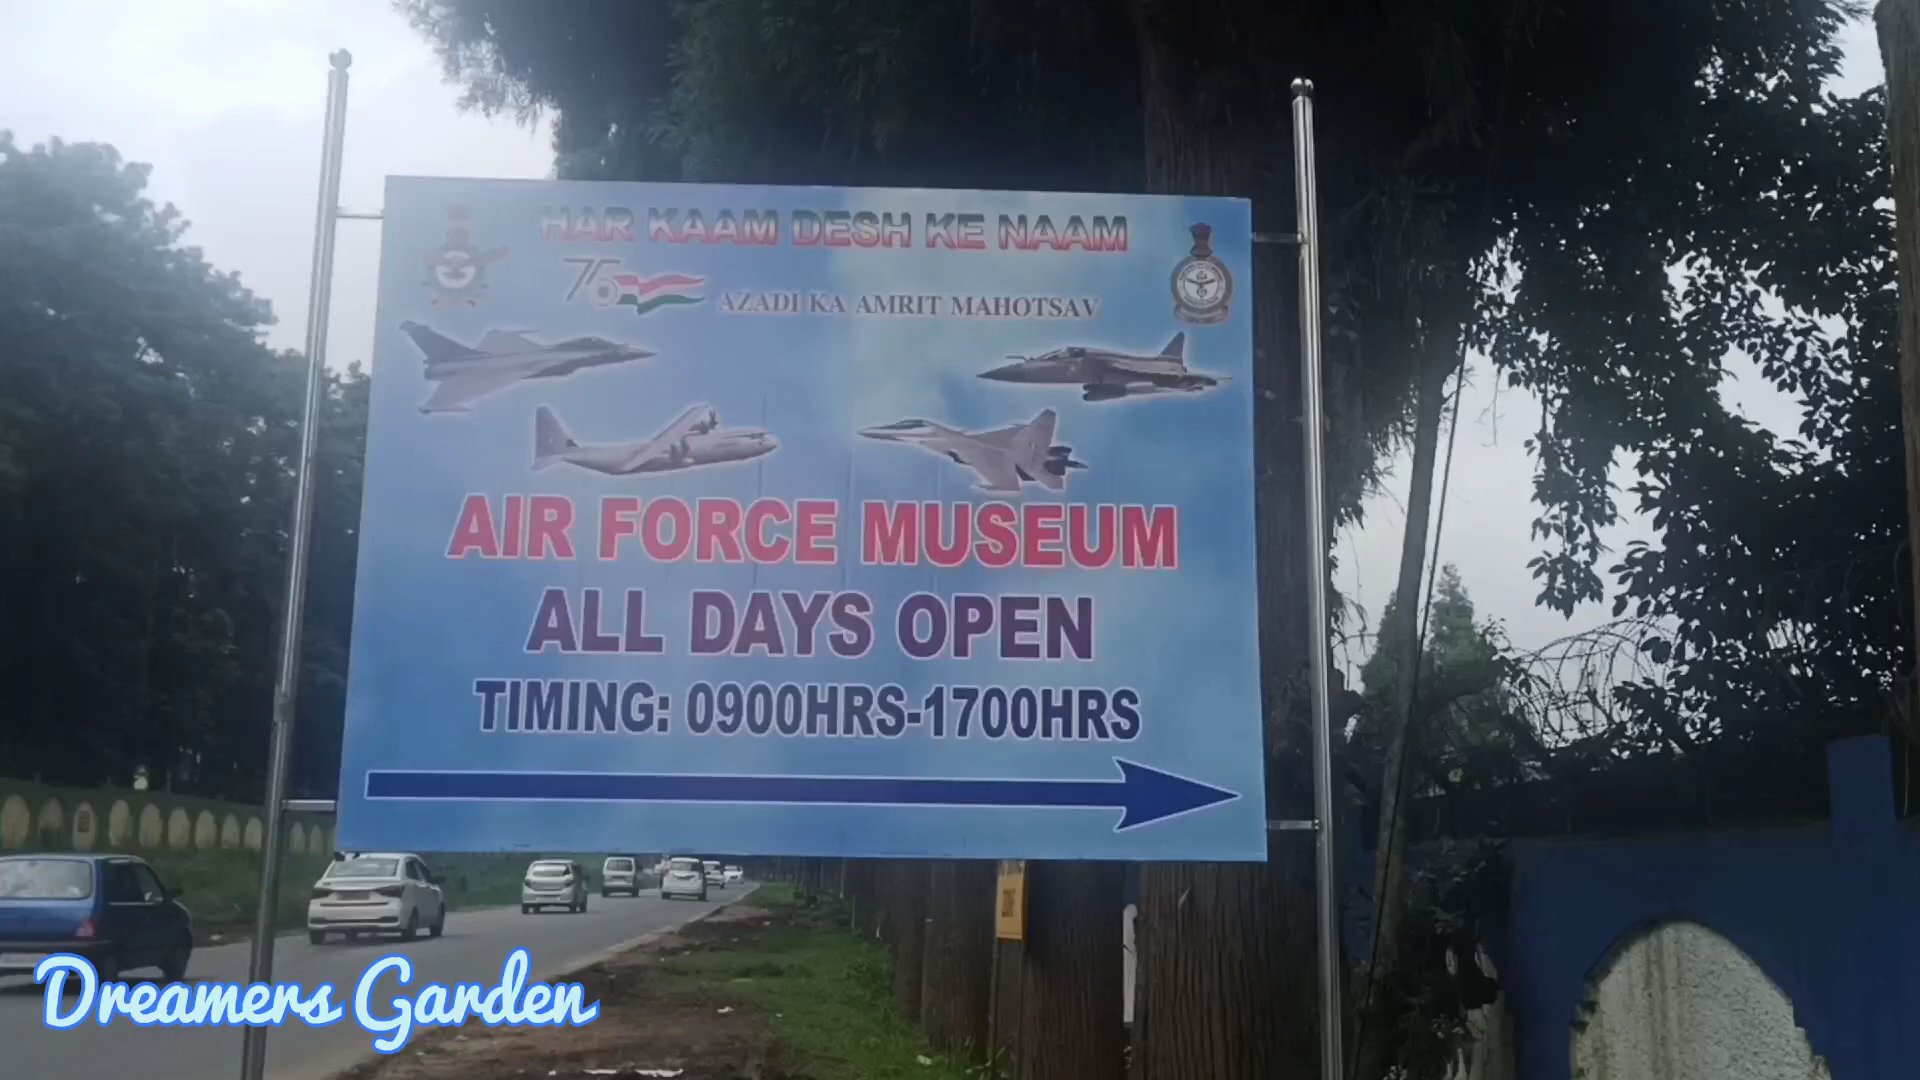 HAR KAAM DESH KE NAAM
75
AZADI KA AMRIT MAHOTSAV
AIR FORCE MUSEUM
ALL DAYS OPEN
TIMING: 0900HRS-1700HRS
Dreamers Garden